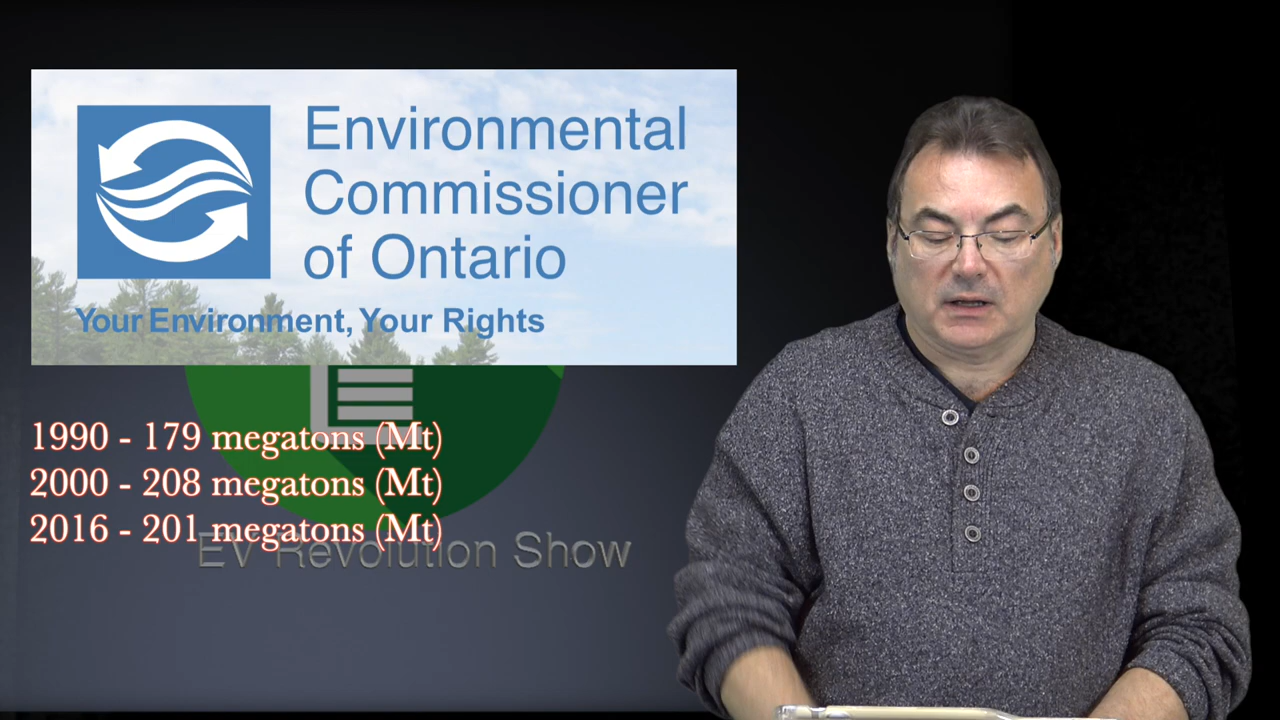 Environmental
Commissioner
of Ontario
Your Environment, Your Rights
1990 - 179 megatons (Mt)
2000 - 208 megatons (Mt)
2016 - 201 megatons (Mt)
EV Revolution Show